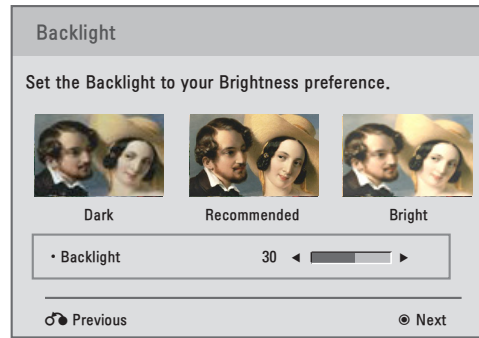 Backlight
Set the Backlight to your Brightness preference.
Dark Recommended Bright
• Backlight 30 ◄ ►
Previous ◉ Next